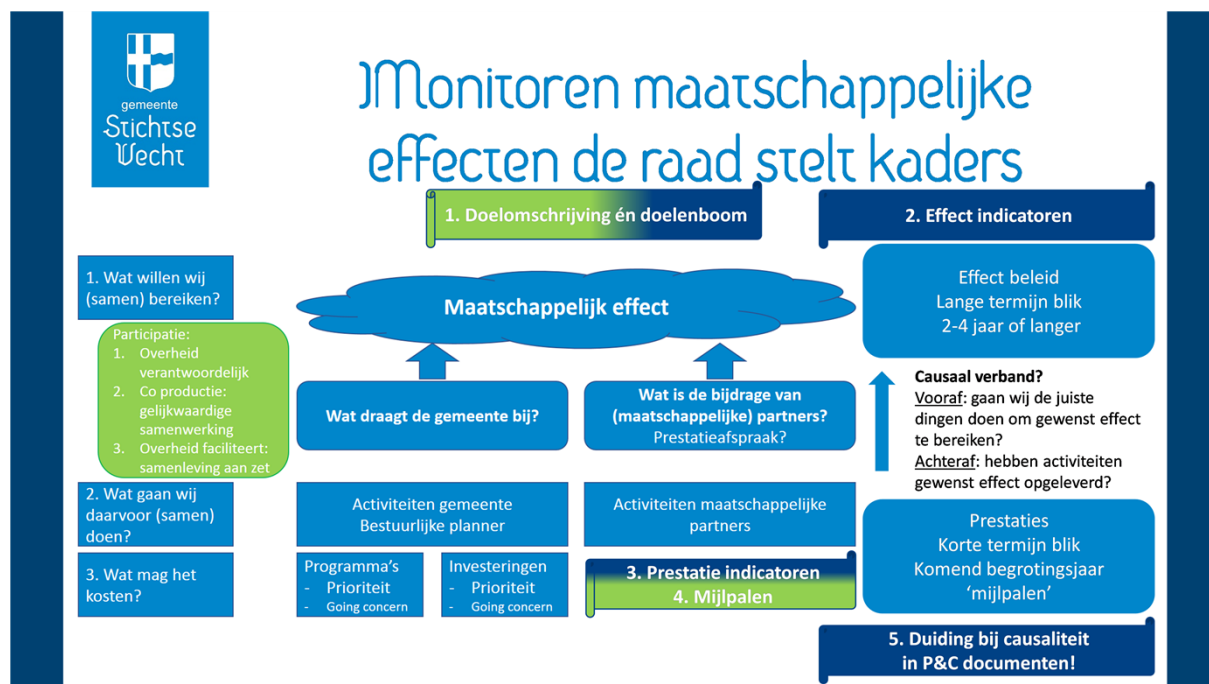 gemeente
Stichtse
Vecht
Monitoren maatschappelijke
effecten de raad stelt kaders
1. Doelomschrijving én doelenboom
2. Effect indicatoren
1. Wat willen wij
(samen) bereiken?
Participatie:
1. Overheid
verantwoordelijk
2. Co productie:
gelijkwaardige
samenwerking
3. Overheid faciliteert:
samenleving aan zet
Maatschappelijk effect
Effect beleid
Lange termijn blik
2-4 jaar of langer
Wat draagt de gemeente bij?
Wat is de bijdrage van
(maatschappelijke) partners?
Prestatieafspraak?
Causaal verband?
Vooraf: gaan wij de juiste
dingen doen om gewenst effect
te bereiken?
Achteraf: hebben activiteiten
gewenst effect opgeleverd?
2. Wat gaan wij
daarvoor (samen)
doen?
Activiteiten gemeente
Bestuurlijke planner
Activiteiten maatschappelijke
partners
Prestaties
Korte termijn blik
Komend begrotingsjaar
‘mijlpalen’
3. Wat mag het
kosten?
Programma’s
- Prioriteit
- Going concern
Investeringen
- Prioriteit
- Going concern
3. Prestatie indicatoren
4. Mijlpalen
5. Duiding bij causaliteit
in P&C documenten!